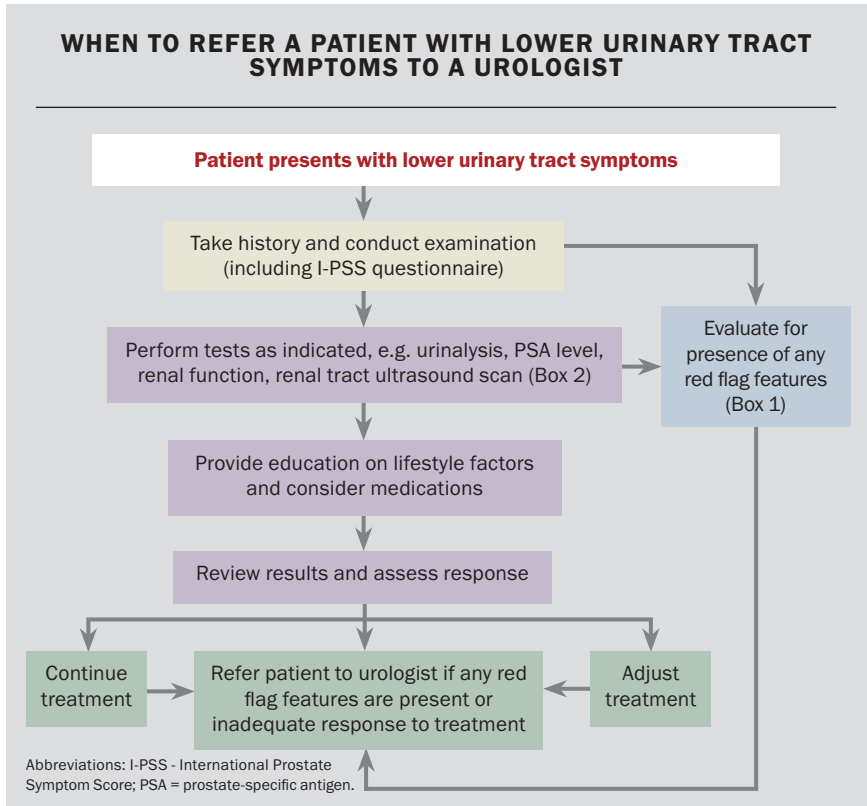 WHEN TO REFER A PATIENT WITH LOWER URINARY TRACT
SYMPTOMS TO A UROLOGIST
Patient presents with lower urinary tract symptoms
Take history and conduct examination
(including I-PSS questionnaire)
Perform tests as indicated, e.g. urinalysis, PSA level,
renal function, renal tract ultrasound scan (Box 2)
Evaluate for
presence of any
red flag features
(Box 1)
Provide education on lifestyle factors
and consider medications
Review results and assess response
Continue
treatment
Refer patient to urologist if any red
flag features are present or
inadequate response to treatment
Adjust
treatment
Abbreviations: I-PSS - International Prostate
Symptom Score; PSA = prostate-specific antigen.